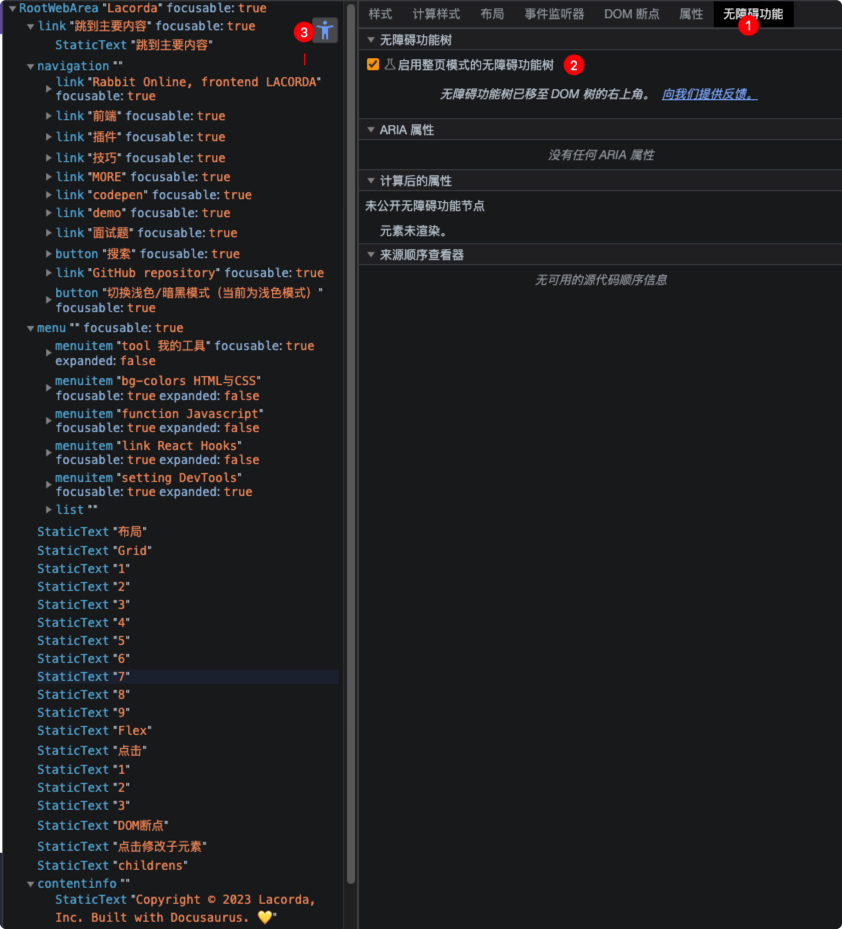 RootWebArea "Lacorda" focusable: true
link "跳到主要内容" focusable: true
StaticText "跳到主要内容"
navigation ""
link "Rabbit Online, frontend LACORDA"
focusable: true
link "前端" focusable: true
link "插件" focusable: true
link "技巧" focusable: true
link "MORE" focusable: true
link "codepen" focusable: true
link "demo" focusable: true
link "面试题" focusable: true
button "搜索" focusable: true
link "GitHub repository" focusable: true
button "切换浅色/暗黑模式（当前为浅色模式）"
focusable: true
menu "" focusable: true
menuitem "tool 我的工具" focusable: true
expanded: false
menuitem "bg-colors HTML与CSS"
focusable: true expanded: false
menuitem "function Javascript"
focusable: true expanded: false
menuitem "link React Hooks"
focusable: true expanded: false
menuitem "setting DevTools"
focusable: true expanded: true
list ""
StaticText "布局"
StaticText "Grid"
StaticText "1"
StaticText "2"
StaticText "3"
StaticText "4"
StaticText "5"
StaticText "6"
StaticText "7"
StaticText "8"
StaticText "9"
StaticText "Flex"
StaticText "点击"
StaticText "1"
StaticText "2"
StaticText "3"
StaticText "DOM断点"
StaticText "点击修改子元素"
StaticText "childrens"
contentinfo ""
StaticText "Copyright © 2023 Lacorda,
Inc. Built with Docusaurus. 💛"
3
样式 计算样式 布局 事件监听器 DOM 断点 属性 无障碍功能
1
无障碍功能树
启用整页模式的无障碍功能树 2
无障碍功能树已移至 DOM 树的右上角。 向我们提供反馈。
ARIA 属性
没有任何 ARIA 属性
计算后的属性
未公开无障碍功能节点
元素未渲染。
来源顺序查看器
无可用的源代码顺序信息